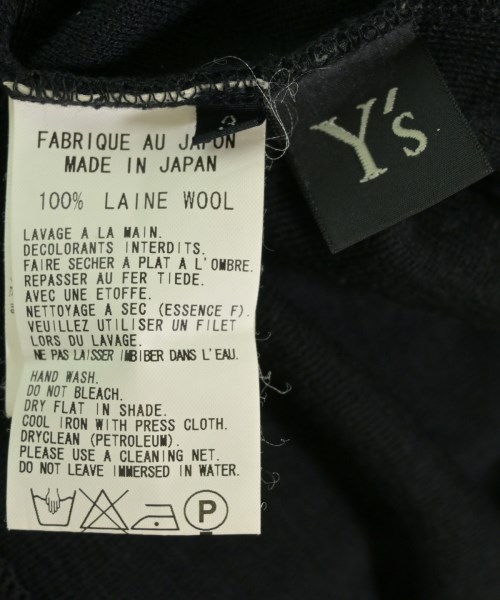 Y's
FABRIQUE AU JAPON
MADE IN JAPAN
100% LAINE WOOL
LAVAGE A LA MAIN.
DECOLORANTS INTERDITS.
FAIRE SECHER A PLAT A L'OMBRE.
REPASSER AU FER TIEDE.
AVEC UNE ETOFFE.
NETTOYAGE A SEC (ESSENCE F).
VEUILLEZ UTILISER UN FILET
LORS DU LAVAGE.
NE PAS LAISSER IMBIBER DANS L'EAU.
HAND WASH.
DO NOT BLEACH.
DRY FLAT IN SHADE.
COOL IRON WITH PRESS CLOTH.
DRYCLEAN (PETROLEUM).
PLEASE USE A CLEANING NET.
DO NOT LEAVE IMMERSED IN WATER.
P